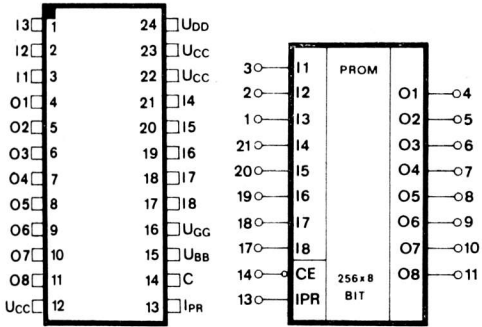 I3 1 24 UDD
I2 2 23 UCC
I1 3 22 UCC
O1 4 21 I4
O2 5 20 I5
O3 6 19 I6
O4 7 18 I7
O5 8 17 I8
O6 9 16 UGG
O7 10 15 UBB
O8 11 14 C
UCC 12 13 IPR
PROM
3 I1
2 I2 O1 4
1 I3 O2 5
21 I4 O3 6
20 I5 O4 7
19 I6 O5 8
18 I7 O6 9
17 I8 O7 10
14 CE 256x8 O8 11
13 IPR BIT